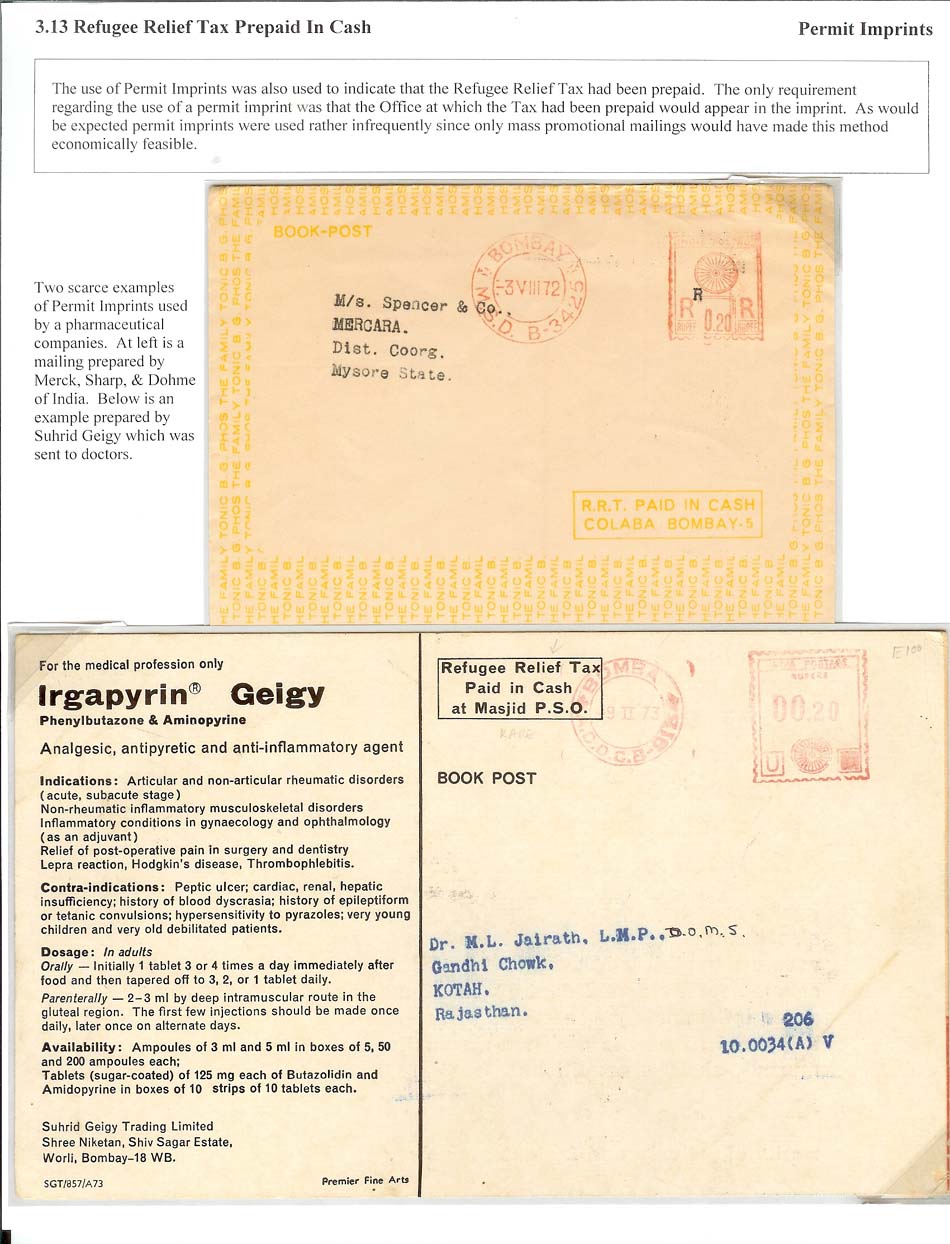 3.13 Refugee Relief Tax Prepaid In Cash
Permit Imprints
The use of Permit Imprints was also used to indicate that the Refugee Relief Tax had been prepaid. The only requirement
regarding the use of a permit imprint was that the Office at which the Tax had been prepaid would appear in the imprint. As would
be expected permit imprints were used rather infrequently since only mass promotional mailings would have made this method
economically feasible.
Two scarce examples
of Permit Imprints used
by a pharmaceutical
companies. At left is a
mailing prepared by
Merck, Sharp, & Dohme
of India. Below is an
example prepared by
Suhrid Geigy which was
sent to doctors.
BOOK-POST
BOMBAY
-3 VIII 72
B-3425
R
R R
0.20
M/s. Spencer & Co..
MERCARA.
Dist. Coorg.
Mysore State.
R.R.T. PAID IN CASH
COLABA BOMBAY-5
TONIC B.G. PHOS THE FAMILY
For the medical profession only
Irgapyrin® Geigy
Phenylbutazone & Aminopyrine
Analgesic, antipyretic and anti-inflammatory agent
Indications: Articular and non-articular rheumatic disorders
(acute, subacute stage)
Non-rheumatic inflammatory musculoskeletal disorders
Inflammatory conditions in gynaecology and ophthalmology
(as an adjuvant)
Relief of post-operative pain in surgery and dentistry
Lepra reaction, Hodgkin's disease, Thrombophlebitis.
Contra-indications: Peptic ulcer; cardiac, renal, hepatic
insufficiency; history of blood dyscrasia; history of epileptiform
or tetanic convulsions; hypersensitivity to pyrazoles; very young
children and very old debilitated patients.
Dosage: In adults
Orally — Initially 1 tablet 3 or 4 times a day immediately after
food and then tapered off to 3, 2, or 1 tablet daily.
Parenterally — 2–3 ml by deep intramuscular route in the
gluteal region. The first few injections should be made once
daily, later once on alternate days.
Availability: Ampoules of 3 ml and 5 ml in boxes of 5, 50
and 200 ampoules each;
Tablets (sugar-coated) of 125 mg each of Butazolidin and
Amidopyrine in boxes of 10 strips of 10 tablets each.
Suhrid Geigy Trading Limited
Shree Niketan, Shiv Sagar Estate,
Worli, Bombay–18 WB.
SGT/857/A73
Premier Fine Arts
Refugee Relief Tax
Paid in Cash
at Masjid P.S.O.
RARE
BOMBA
9 II 73
00.20
U
E100
BOOK POST
Dr. M.L. Jairath, L.M.P., D.O.M.S.
Gandhi Chowk,
KOTAH.
Rajasthan.
206
10.0034(A) V